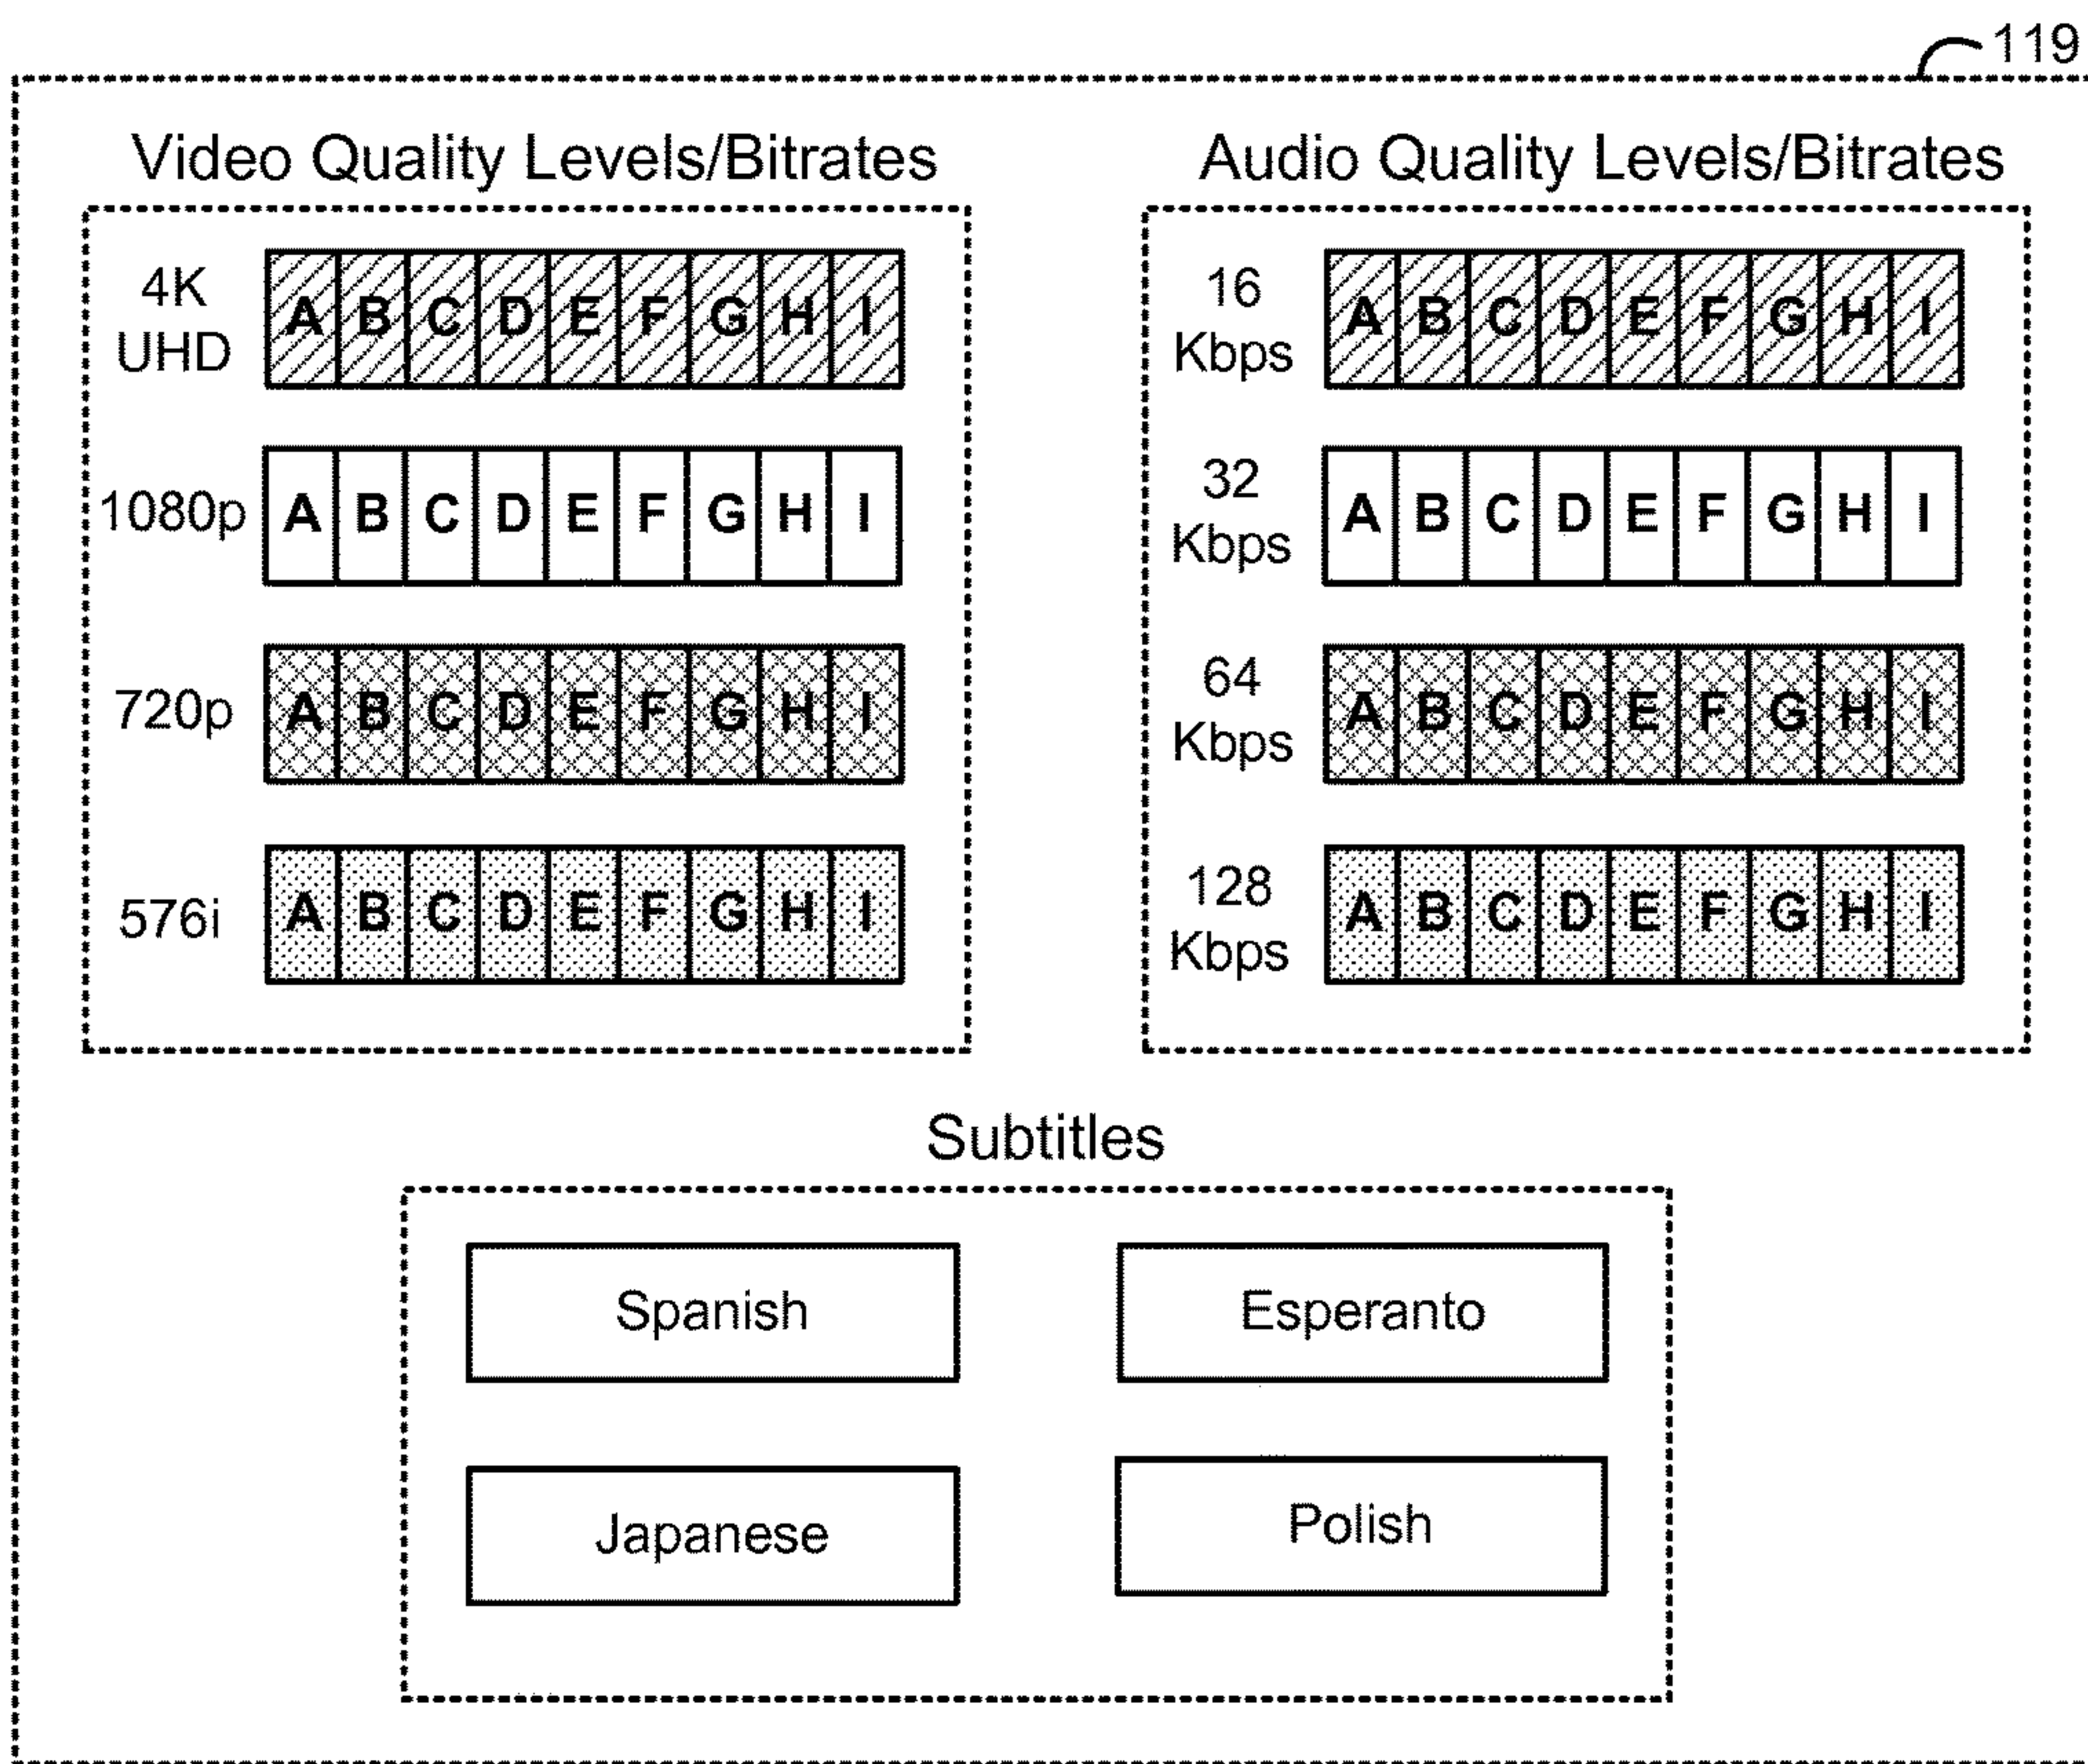 119
Video Quality Levels/Bitrates
4K
UHD
A B C D E F G H I
1080p
A B C D E F G H I
720p
A B C D E F G H I
576i
A B C D E F G H I
Audio Quality Levels/Bitrates
16
Kbps
A B C D E F G H I
32
Kbps
A B C D E F G H I
64
Kbps
A B C D E F G H I
128
Kbps
A B C D E F G H I
Subtitles
Spanish
Esperanto
Japanese
Polish